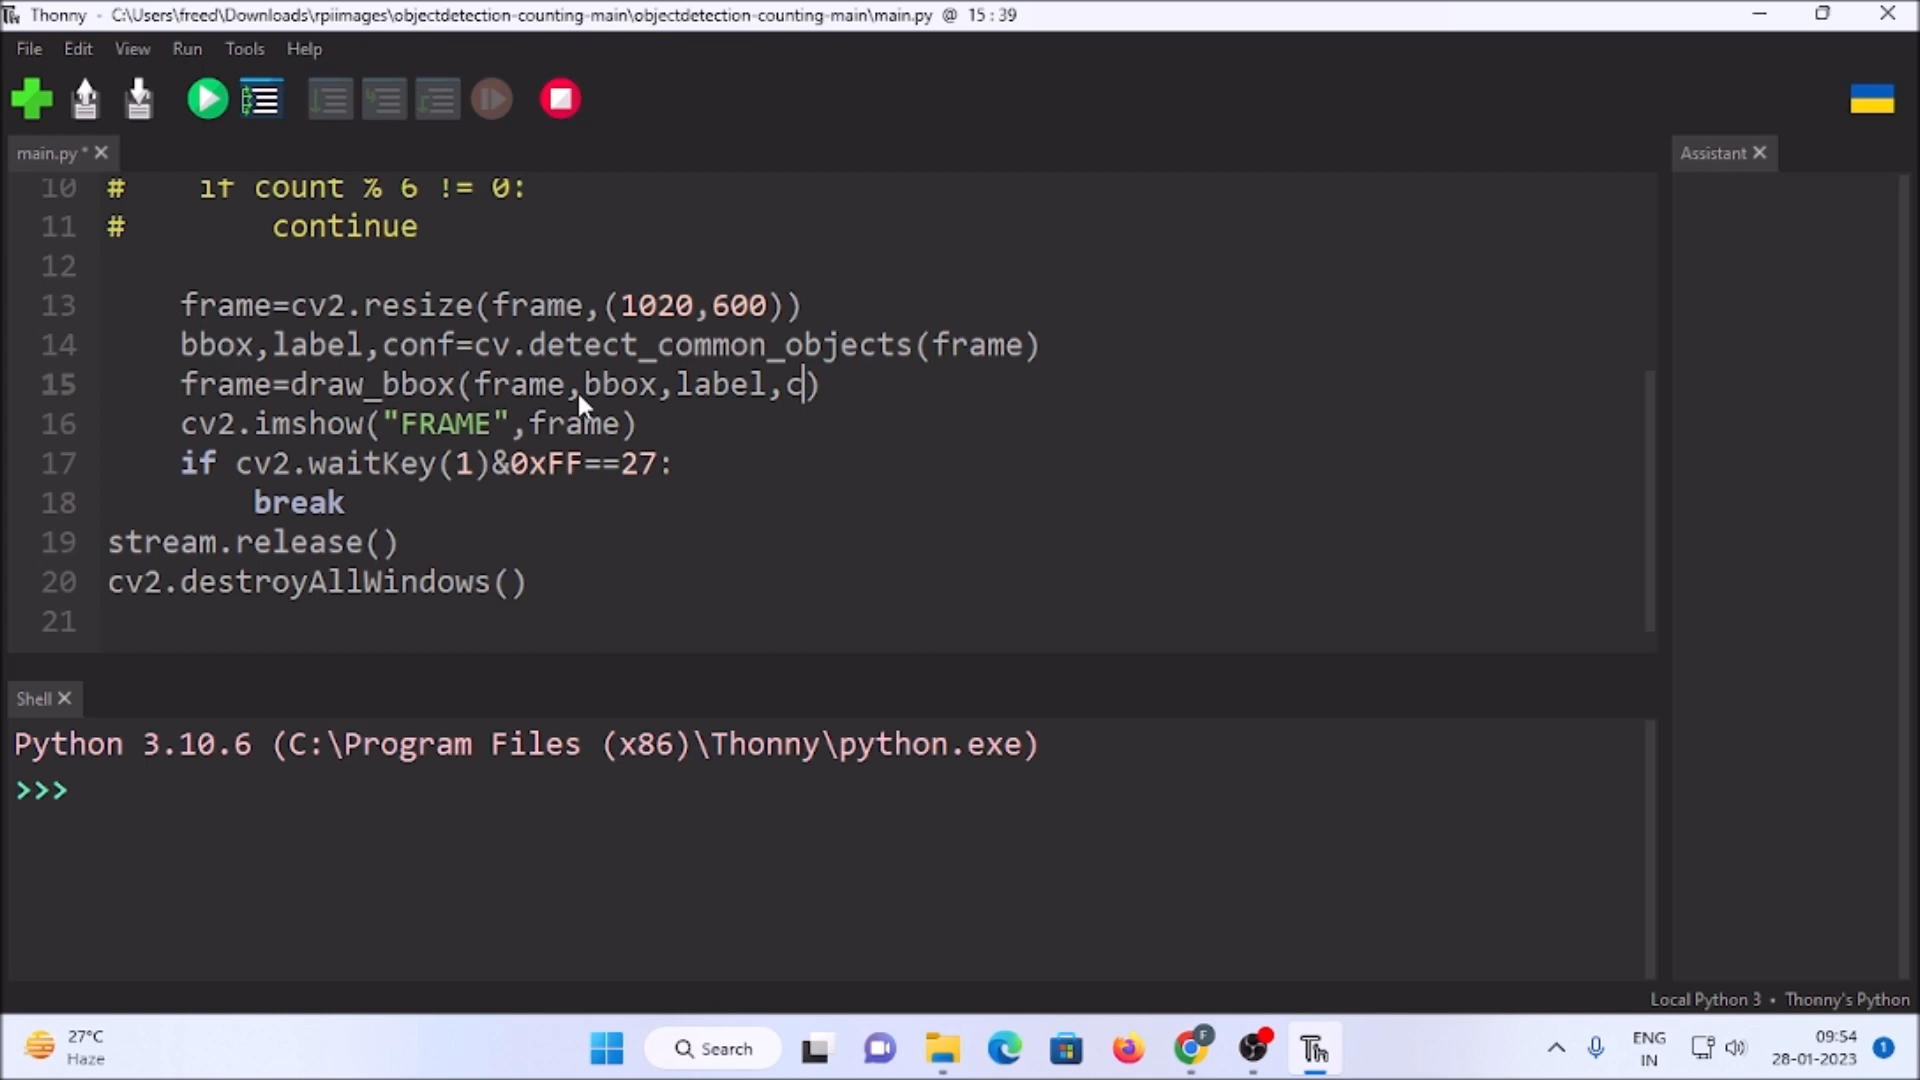 Thonny - C:\Users\freed\Downloads\rpiimages\objectdetection-counting-main\objectdetection-counting-main\main.py @ 15 : 39
File Edit View Run Tools Help
main.py * ✕
Assistant ✕
10 #    if count % 6 != 0:
11 #        continue
12
13     frame=cv2.resize(frame,(1020,600))
14     bbox,label,conf=cv.detect_common_objects(frame)
15     frame=draw_bbox(frame,bbox,label,c)
16     cv2.imshow("FRAME",frame)
17     if cv2.waitKey(1)&0xFF==27:
18         break
19 stream.release()
20 cv2.destroyAllWindows()
21
Shell ✕
Python 3.10.6 (C:\Program Files (x86)\Thonny\python.exe)
>>>
Local Python 3 • Thonny's Python
27°C
Haze
Search
F
Th
ENG
IN
09:54
28-01-2023
1